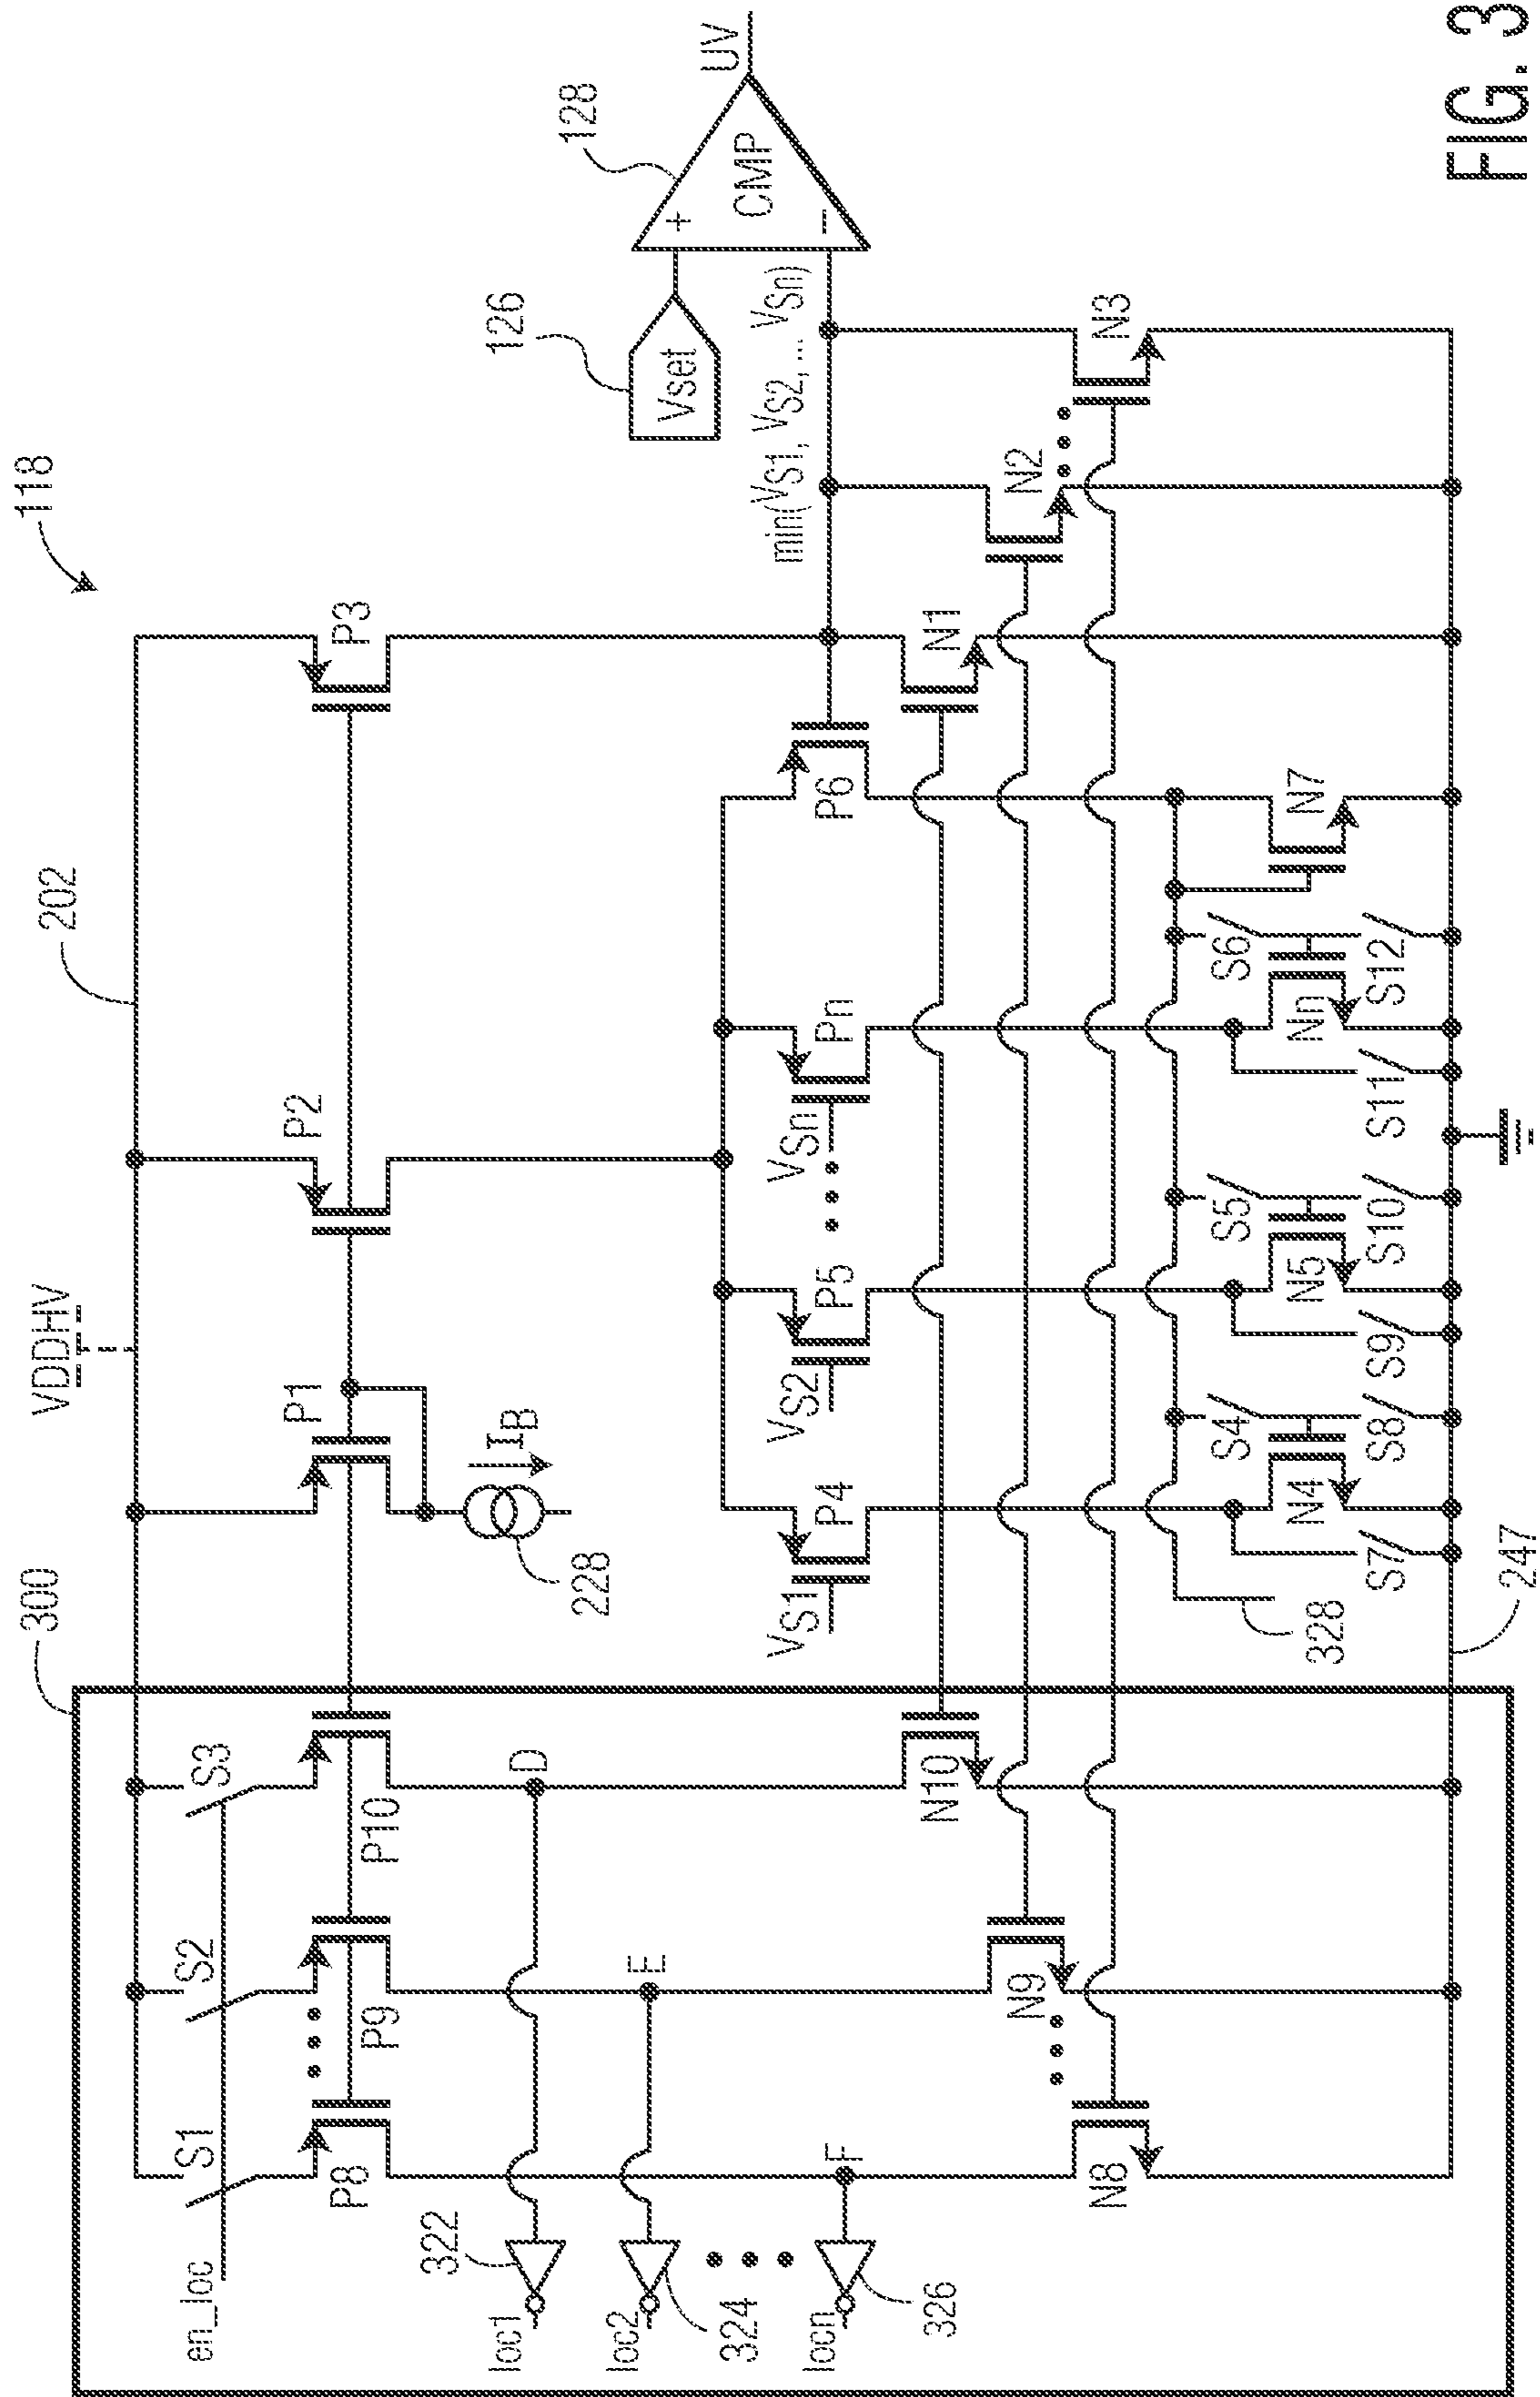 118
300
VDDHV
202
en_loc
S1
S2
S3
P8
P9
P10
P1
P2
P3
228
IB
322
loc1
D
324
loc2
E
326
locn
F
126
Vset
128
+
CMP
−
UV
min(VS1, VS2, ... VSn)
VS1
P4
VS2
P5
VSn
Pn
P6
N10
N1
N9
N2
N8
N3
328
S4
S5
S6
N4
N5
Nn
N7
S7
S8
S9
S10
S11
S12
247
FIG. 3